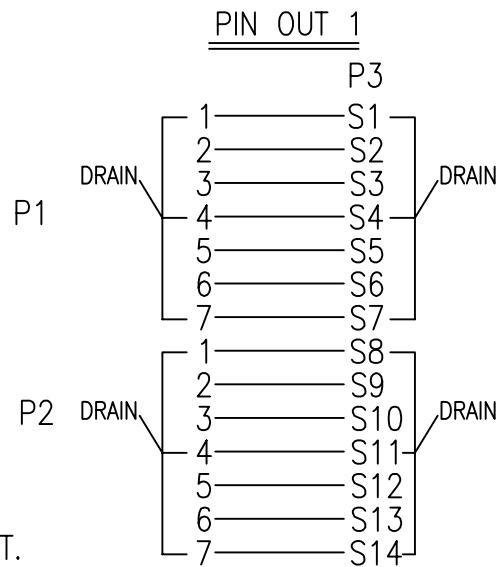 PIN OUT 1
P3
1 S1
2 S2
DRAIN 3 S3 DRAIN
P1 4 S4
5 S5
6 S6
7 S7
1 S8
2 S9
P2 DRAIN 3 S10 DRAIN
4 S11
5 S12
6 S13
T. 7 S14